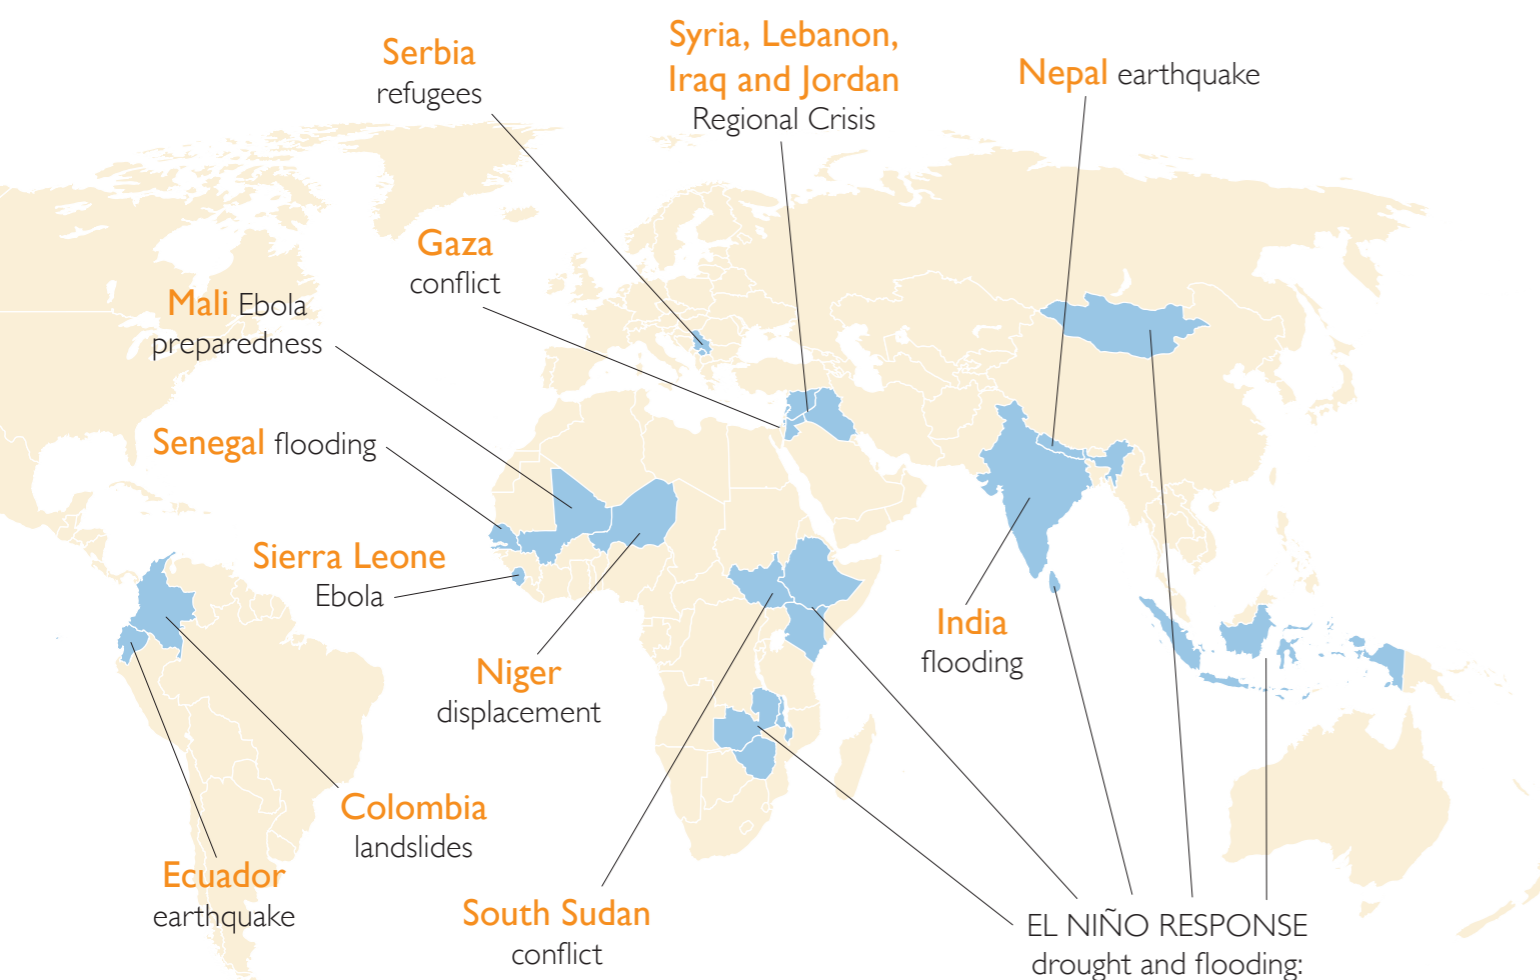 Serbia
refugees
Syria, Lebanon,
Iraq and Jordan
Regional Crisis
Nepal earthquake
Gaza
conflict
Mali Ebola
preparedness
Senegal flooding
Sierra Leone
Ebola
Niger
displacement
India
flooding
Colombia
landslides
Ecuador
earthquake
South Sudan
conflict
EL NIÑO RESPONSE
drought and flooding: